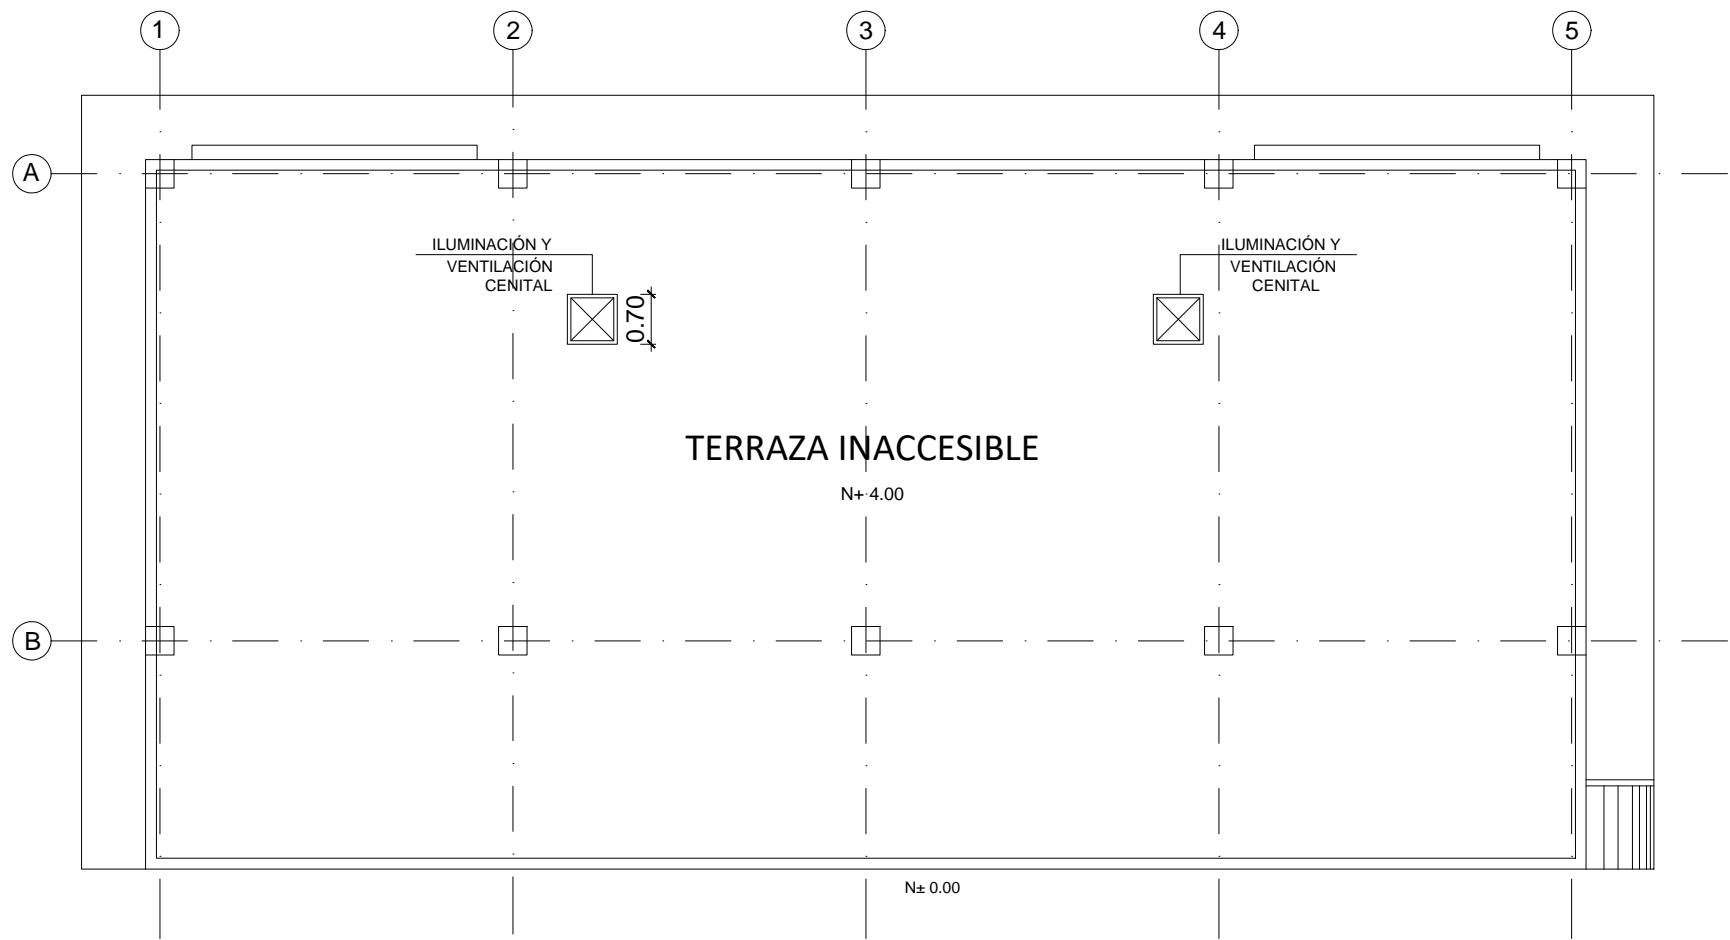 1
2
3
4
5
A
ILUMINACIÓN Y
VENTILACIÓN
CENITAL
ILUMINACIÓN Y
VENTILACIÓN
CENITAL
0.70
TERRAZA INACCESIBLE
N+ 4.00
B
N± 0.00